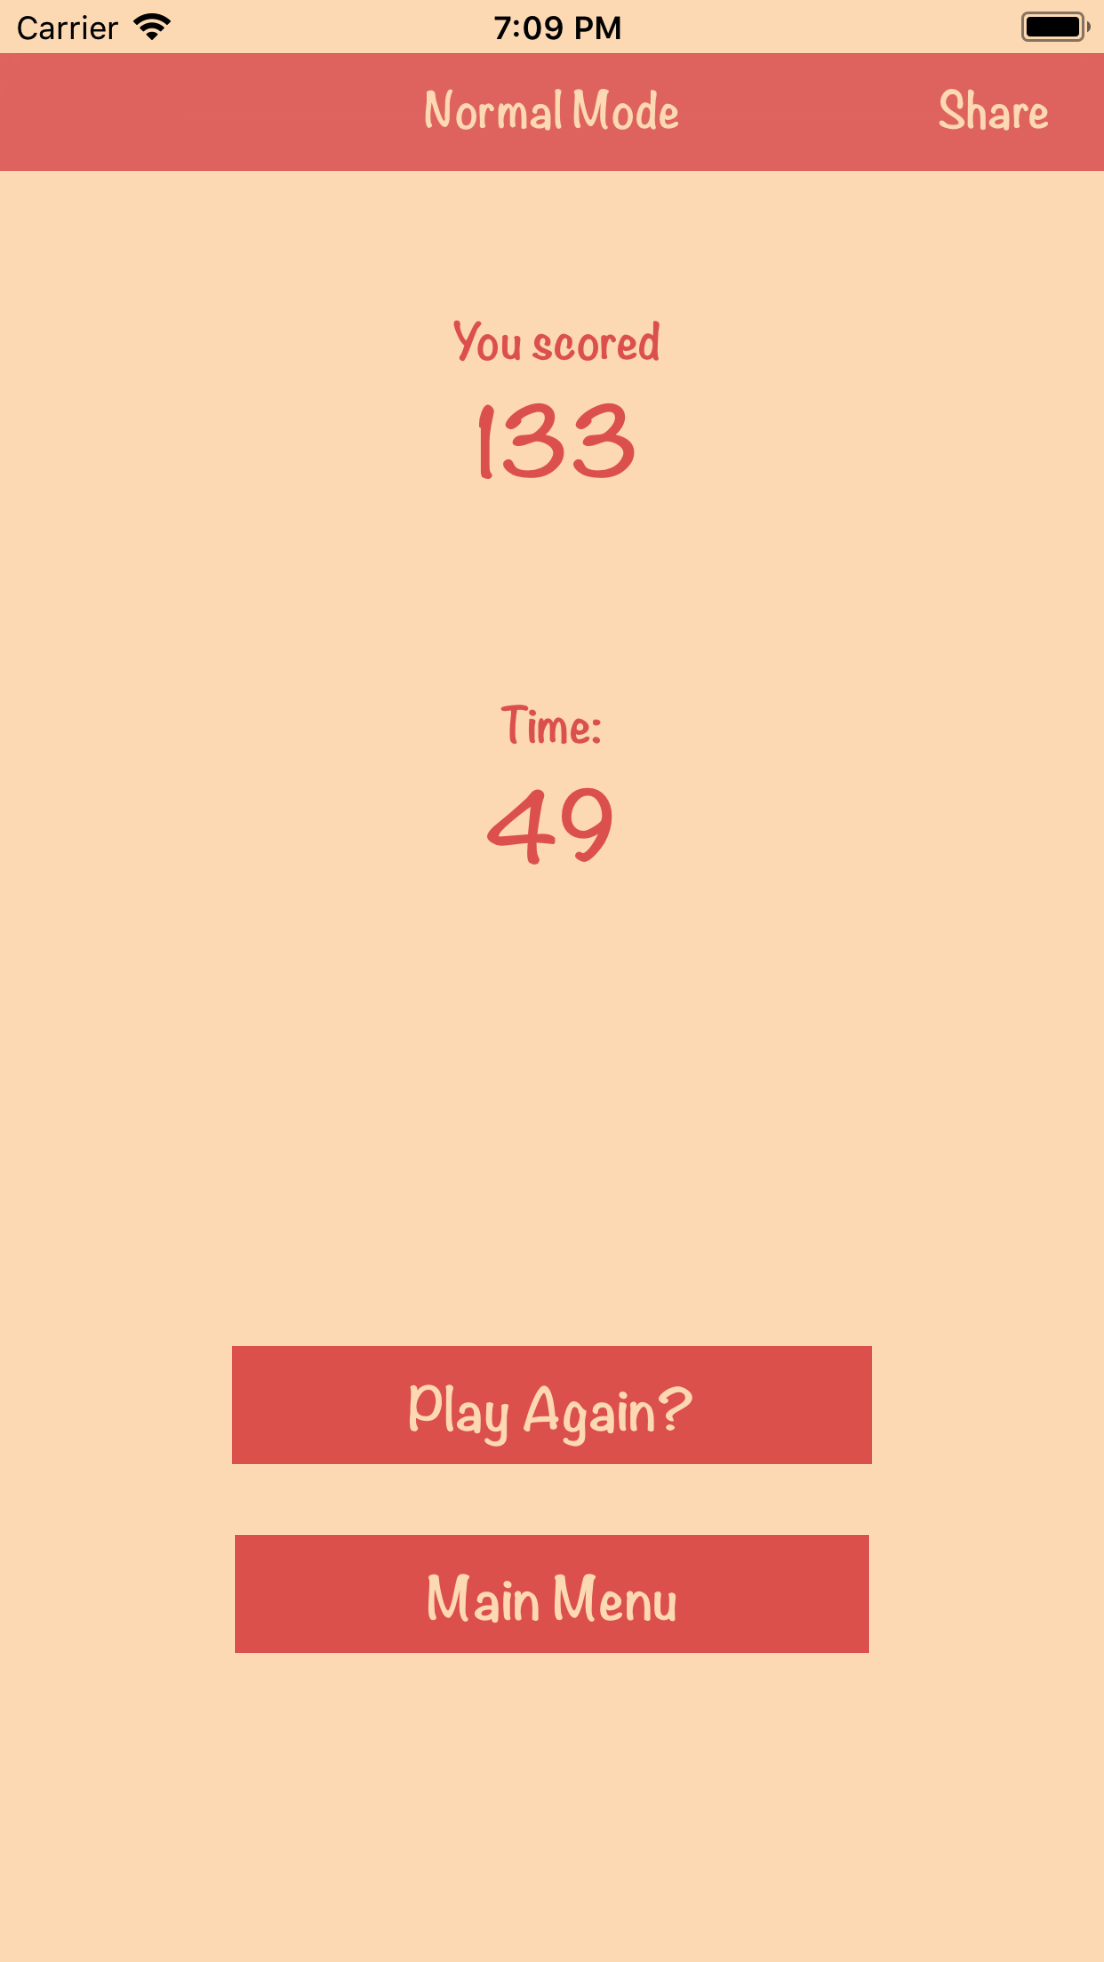 Carrier 7:09 PM
Normal Mode Share
You scored
133
Time:
49
Play Again?
Main Menu